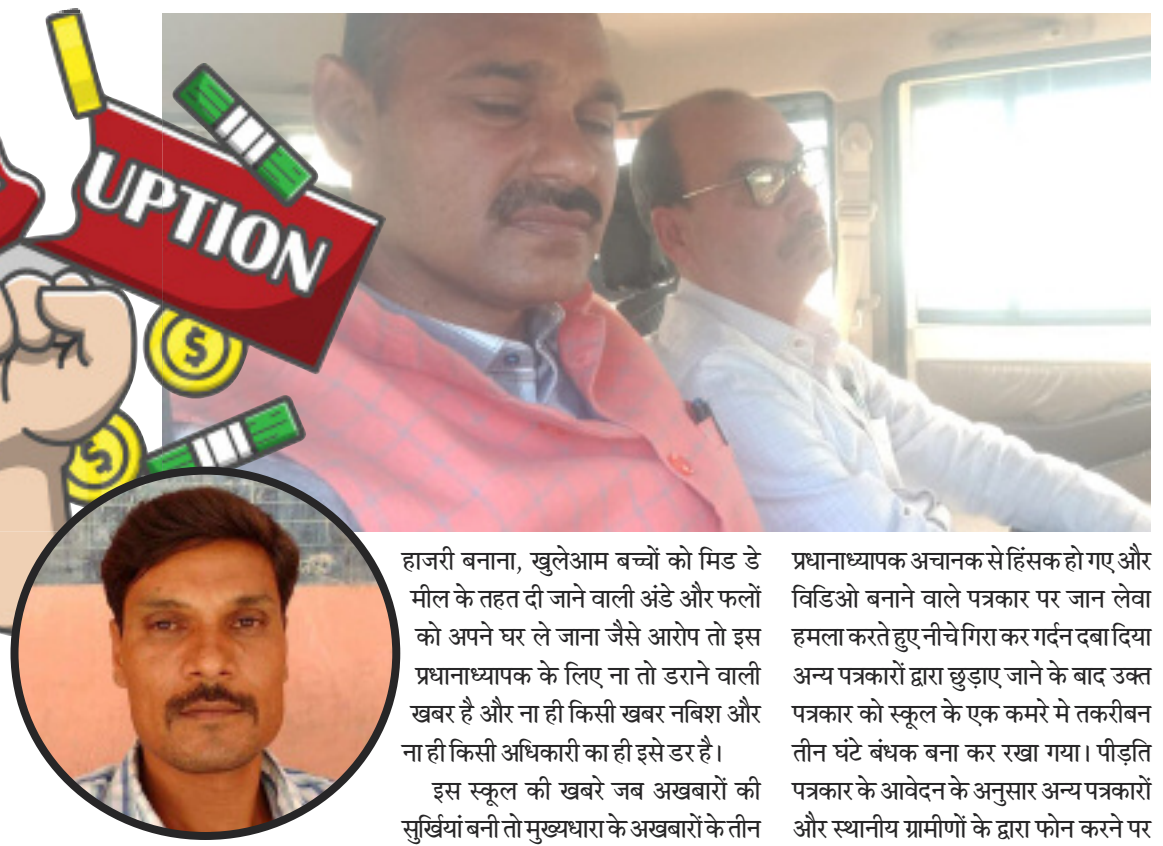 UPTION
हाजरी बनाना, खुलेआम बच्चों को मिड डे
मील के तहत दी जाने वाली अंडे और फलों
को अपने घर ले जाना जैसे आरोप तो इस
प्रधानाध्यापक के लिए ना तो डराने वाली
खबर है और ना ही किसी खबर नबिश और
ना ही किसी अधिकारी का ही इसे डर है।
इस स्कूल की खबरे जब अखबारों की
सुर्खियां बनी तो मुख्यधारा के अखबारों के तीन
प्रधानाध्यापक अचानक से हिंसक हो गए और
विडिओ बनाने वाले पत्रकार पर जान लेवा
हमला करते हुए नीचे गिरा कर गर्दन दबा दिया
अन्य पत्रकारों द्वारा छुड़ाए जाने के बाद उक्त
पत्रकार को स्कूल के एक कमरे मे तकरीबन
तीन घंटे बंधक बना कर रखा गया। पीड़ति
पत्रकार के आवेदन के अनुसार अन्य पत्रकारों
और स्थानीय ग्रामीणों के द्वारा फोन करने पर
$
$